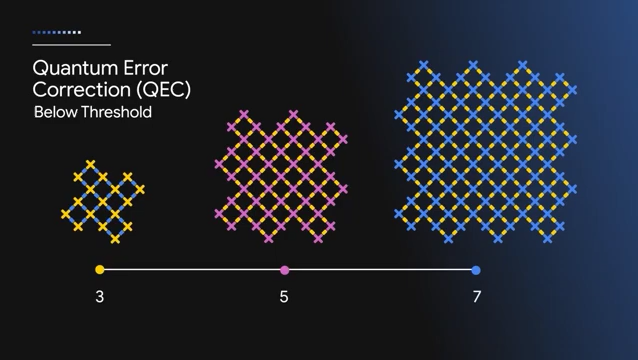 Quantum Error
Correction (QEC)
Below Threshold
3
5
7